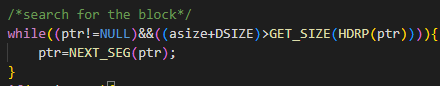 /*search for the block*/
while((ptr!=NULL)&&((asize+DSIZE)>GET_SIZE(HDRP(ptr)))){
ptr=NEXT_SEG(ptr);
}